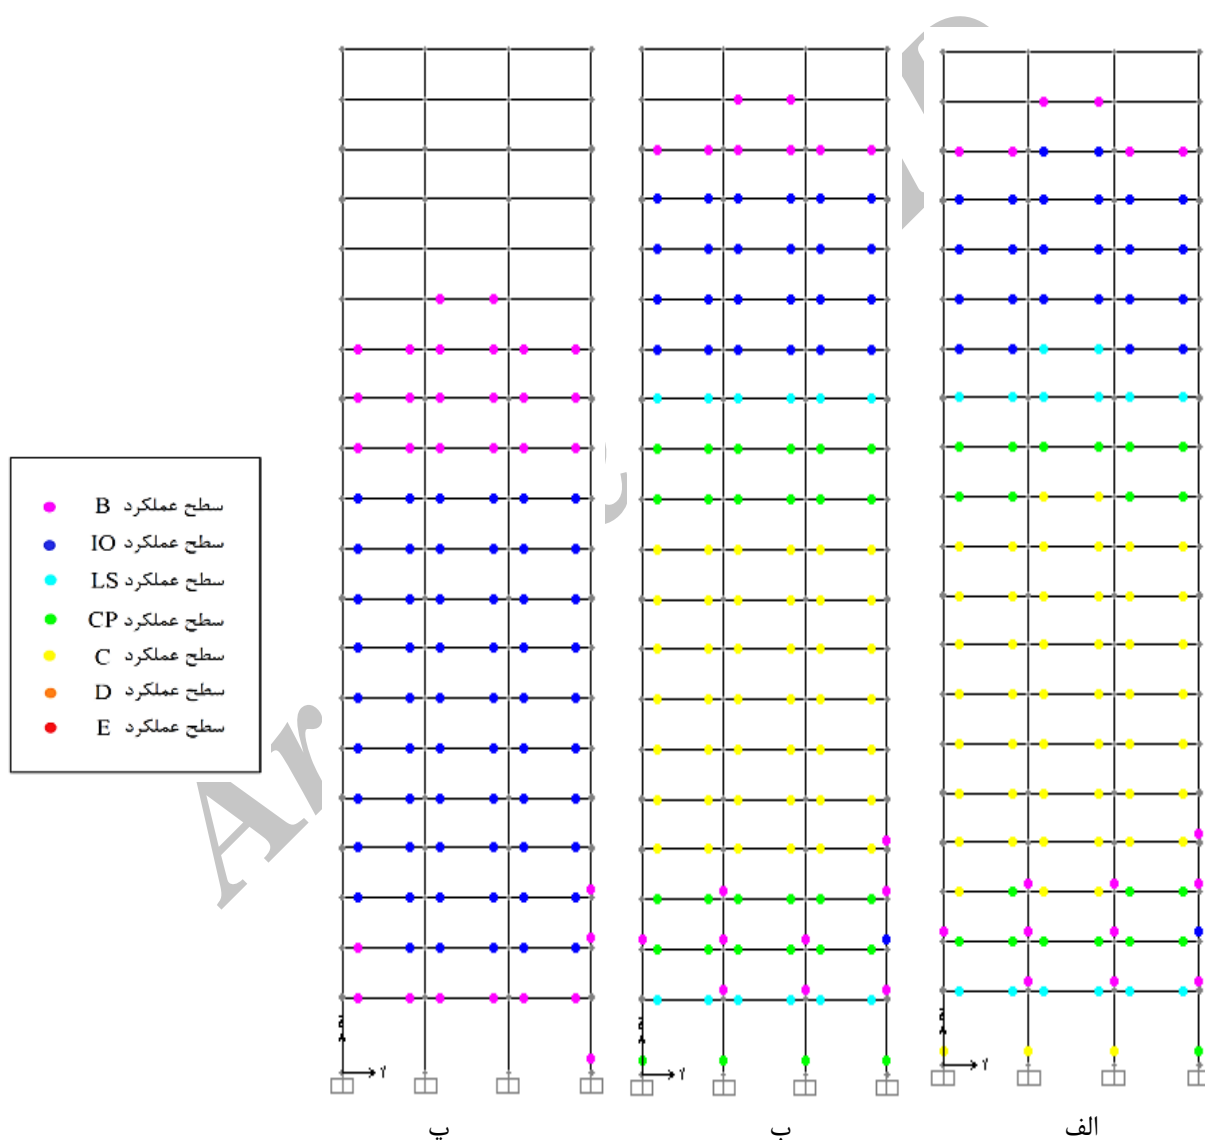 سطح عملکرد B
سطح عملکرد IO
سطح عملکرد LS
سطح عملکرد CP
سطح عملکرد C
سطح عملکرد D
سطح عملکرد E
الف
ب
پ